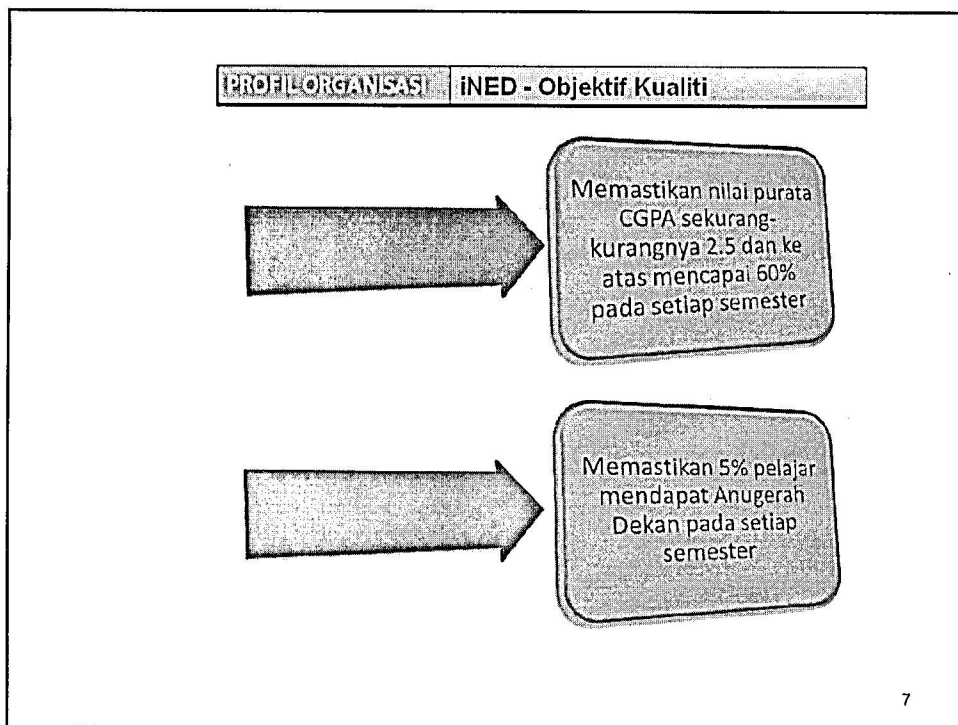 PROFIL ORGANISASI iNED - Objektif Kualiti
Memastikan nilai purata
CGPA sekurang-
kurangnya 2.5 dan ke
atas mencapai 60%
pada setiap semester
Memastikan 5% pelajar
mendapat Anugerah
Dekan pada setiap
semester
7